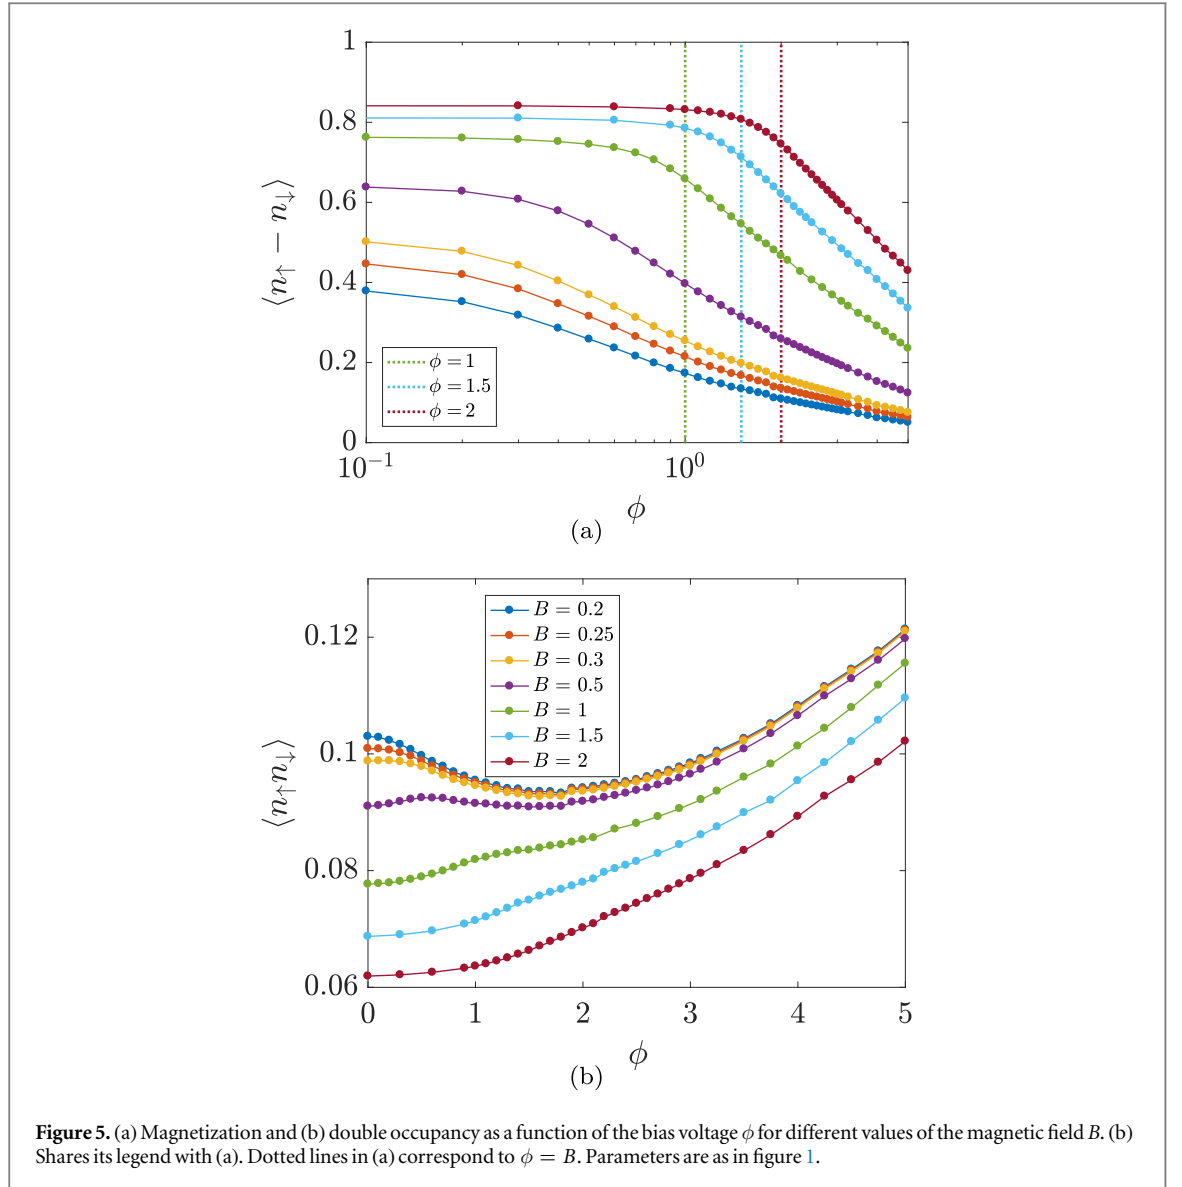 1
0.8
0.6
0.4
0.2
0
⟨n↑ − n↓⟩
ϕ = 1
ϕ = 1.5
ϕ = 2
10⁻¹
10⁰
ϕ
(a)
0.12
0.1
0.08
0.06
⟨n↑n↓⟩
B = 0.2
B = 0.25
B = 0.3
B = 0.5
B = 1
B = 1.5
B = 2
0 1 2 3 4 5
ϕ
(b)
Figure 5. (a) Magnetization and (b) double occupancy as a function of the bias voltage ϕ for different values of the magnetic field B. (b)
Shares its legend with (a). Dotted lines in (a) correspond to ϕ = B. Parameters are as in figure 1.